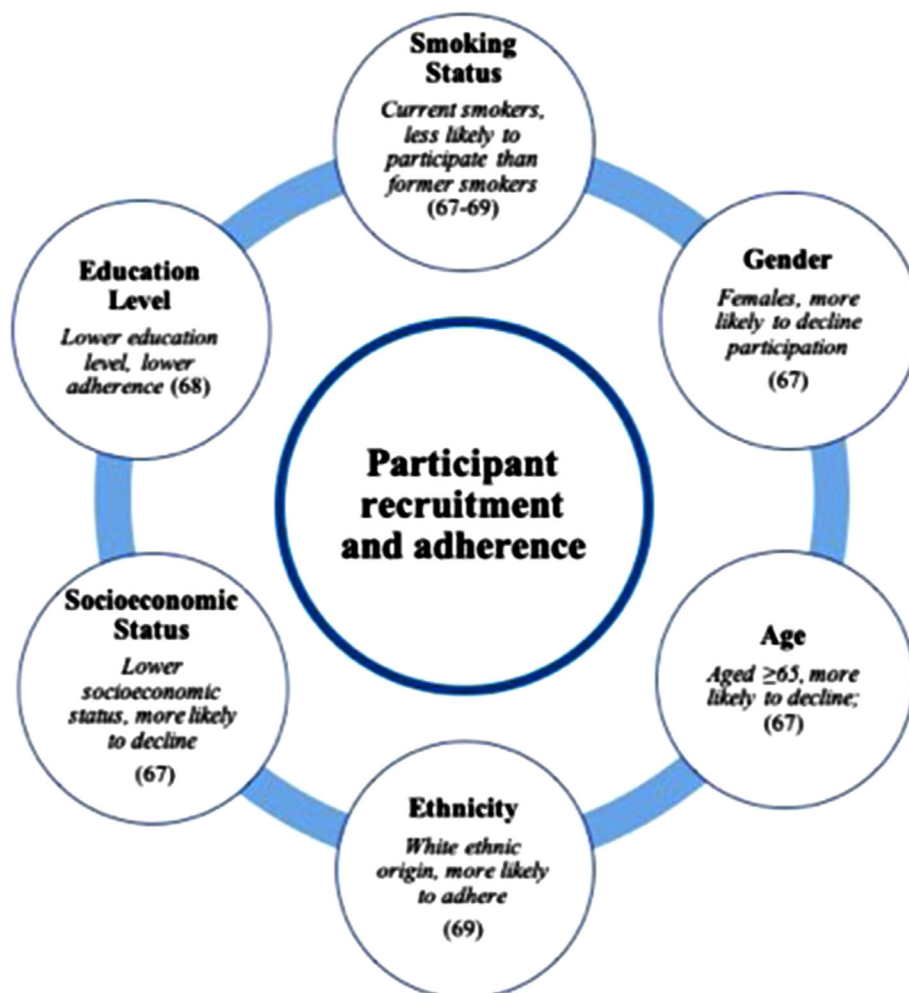 Smoking
Status
Current smokers,
less likely to
participate than
former smokers
(67-69)
Gender
Females, more
likely to decline
participation
(67)
Age
Aged ≥65, more
likely to decline;
(67)
Ethnicity
White ethnic
origin, more likely
to adhere
(69)
Socioeconomic
Status
Lower
socioeconomic
status, more likely
to decline
(67)
Education
Level
Lower education
level, lower
adherence (68)
Participant
recruitment
and adherence